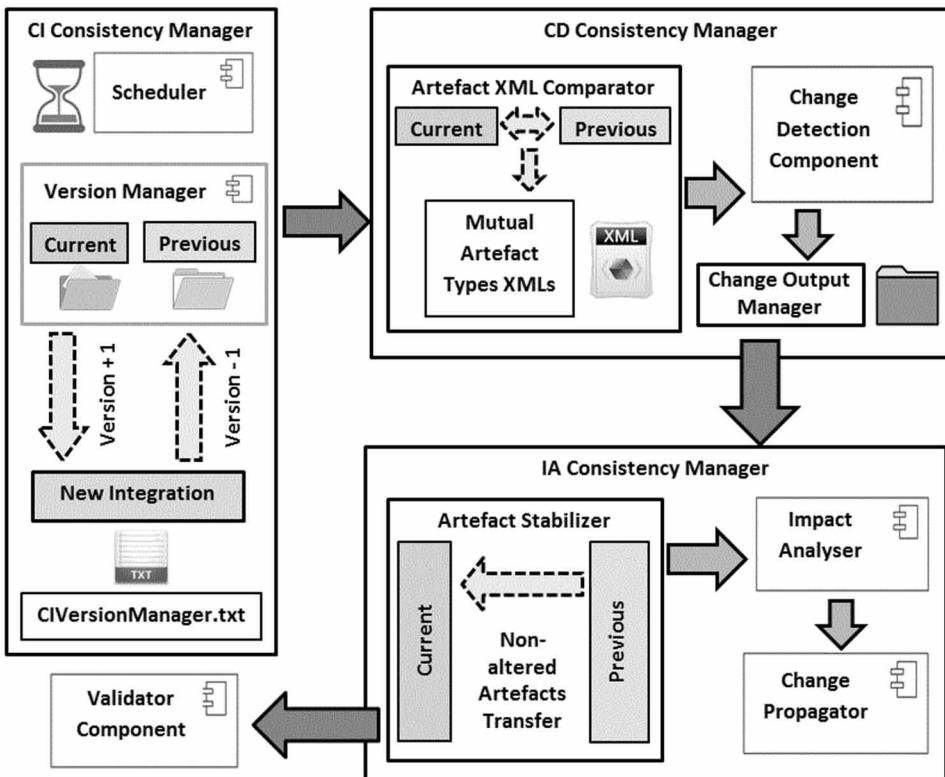 CI Consistency Manager
Scheduler
Version Manager
Current
Previous
Version + 1
Version - 1
New Integration
TXT
CIVersionManager.txt
CD Consistency Manager
Artefact XML Comparator
Current
Previous
Mutual
Artefact
Types XMLs
XML
Change
Detection
Component
Change Output
Manager
IA Consistency Manager
Artefact Stabilizer
Current
Previous
Non-
altered
Artefacts
Transfer
Impact
Analyser
Change
Propagator
Validator
Component